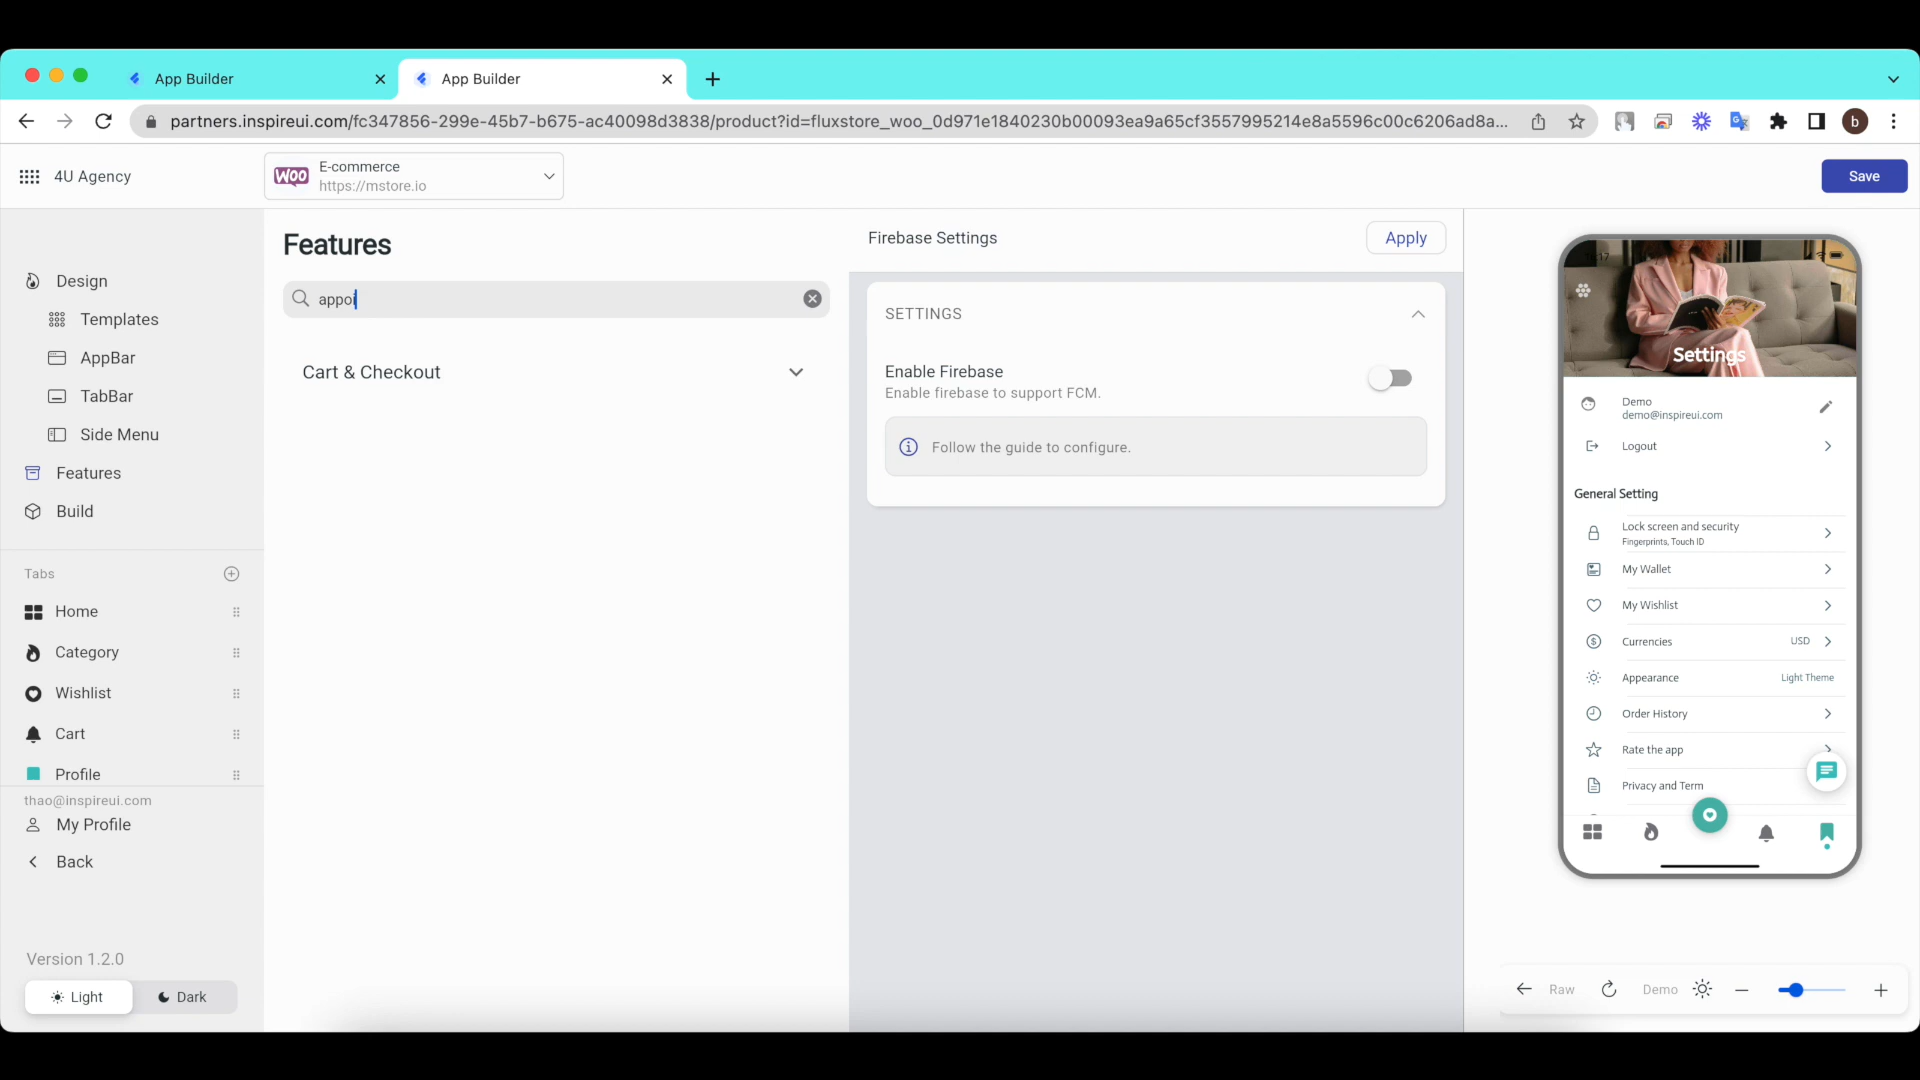 App Builder
App Builder
partners.inspireui.com/fc347856-299e-45b7-b675-ac40098d3838/product?id=fluxstore_woo_0d971e1840230b00093ea9a65cf3557995214e8a5596c00c6206ad8a...
b
4U Agency
WOO
E-commerce
https://mstore.io
Save
Design
Templates
AppBar
TabBar
Side Menu
Features
Build
Tabs
Home
Category
Wishlist
Cart
Profile
thao@inspireui.com
My Profile
Back
Version 1.2.0
Light
Dark
Features
appoi
Cart & Checkout
Firebase Settings
Apply
SETTINGS
Enable Firebase
Enable firebase to support FCM.
Follow the guide to configure.
Settings
Demo
demo@inspireui.com
Logout
General Setting
Lock screen and security
Fingerprints, Touch ID
My Wallet
My Wishlist
Currencies USD
Appearance Light Theme
Order History
Rate the app
Privacy and Term
Raw
Demo